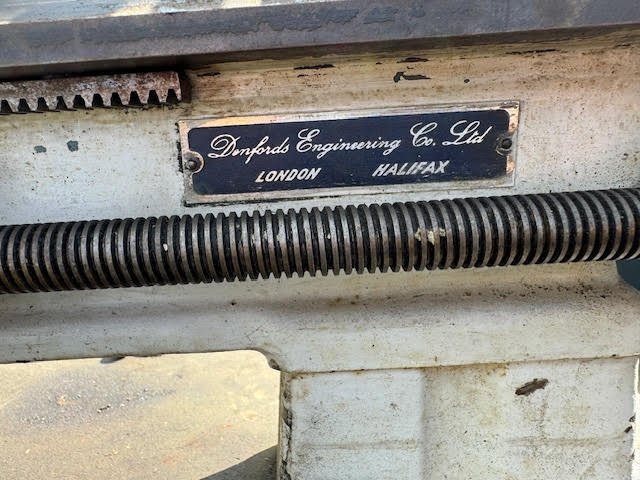 Denfords Engineering Co. Ltd
LONDON HALIFAX